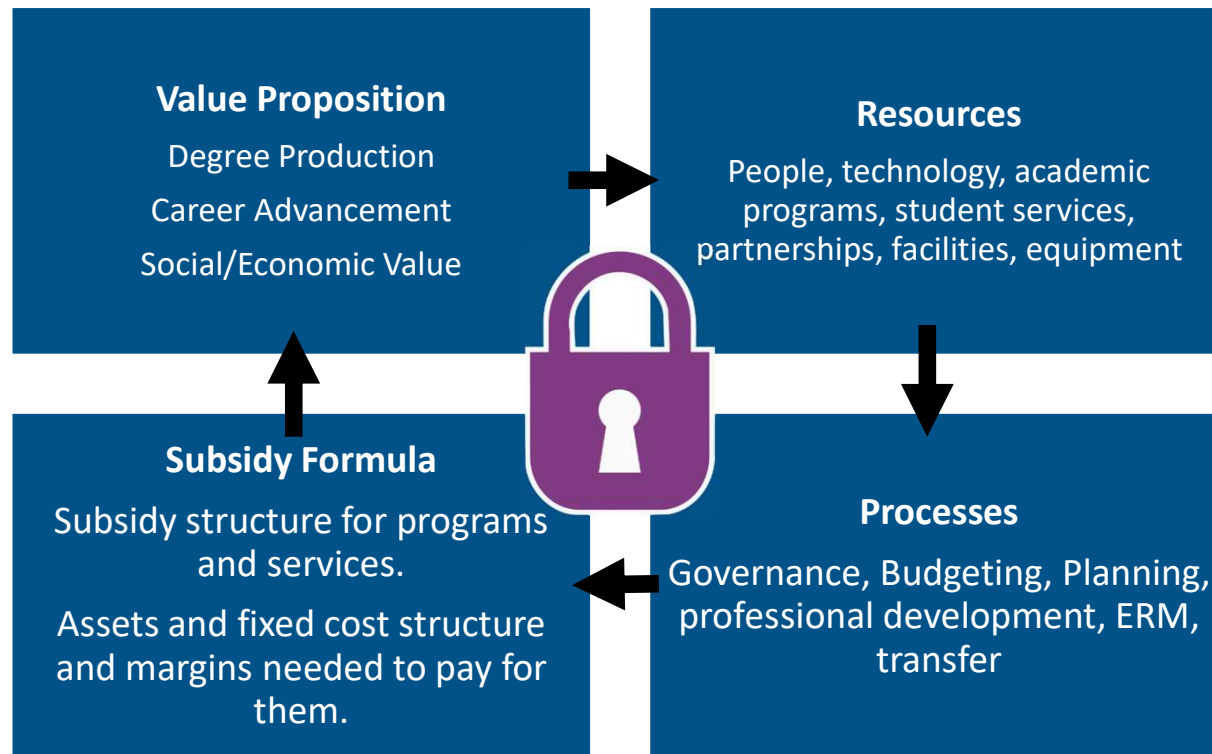 Value Proposition
Degree Production
Career Advancement
Social/Economic Value
Resources
People, technology, academic
programs, student services,
partnerships, facilities, equipment
Subsidy Formula
Subsidy structure for programs
and services.
Assets and fixed cost structure
and margins needed to pay for
them.
Processes
Governance, Budgeting, Planning,
professional development, ERM,
transfer